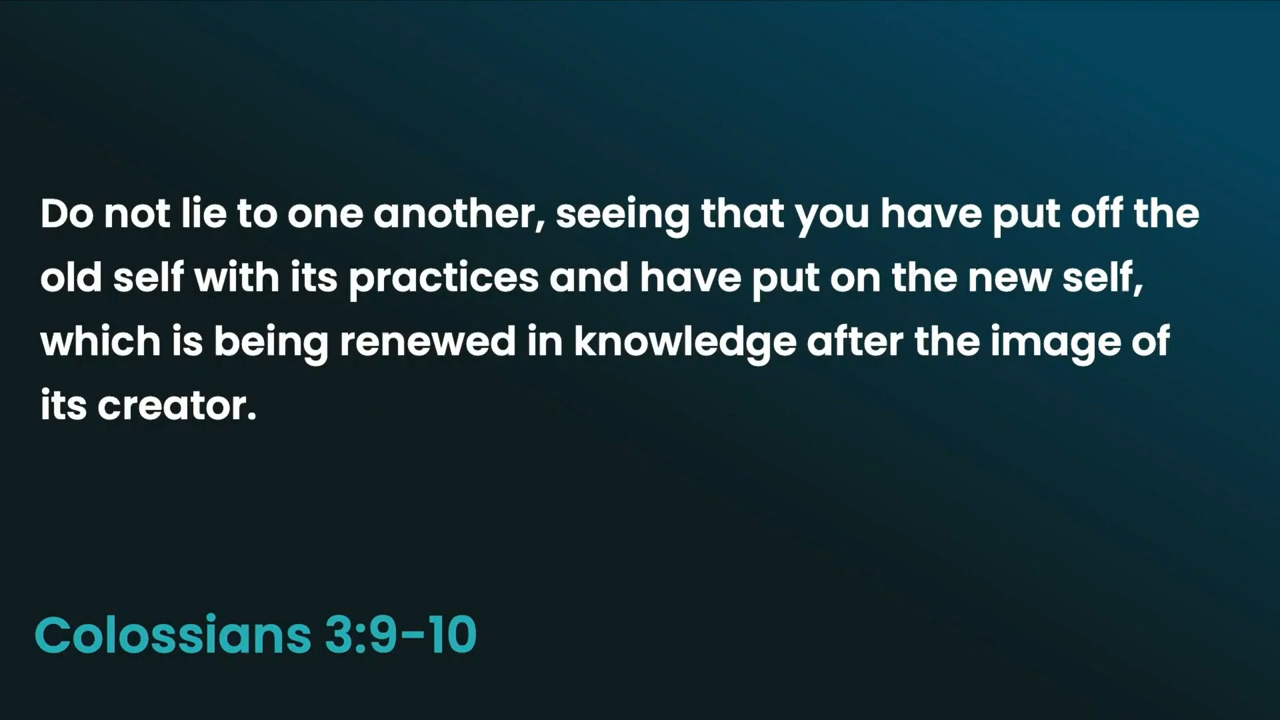 Do not lie to one another, seeing that you have put off the
old self with its practices and have put on the new self,
which is being renewed in knowledge after the image of
its creator.
Colossians 3:9-10